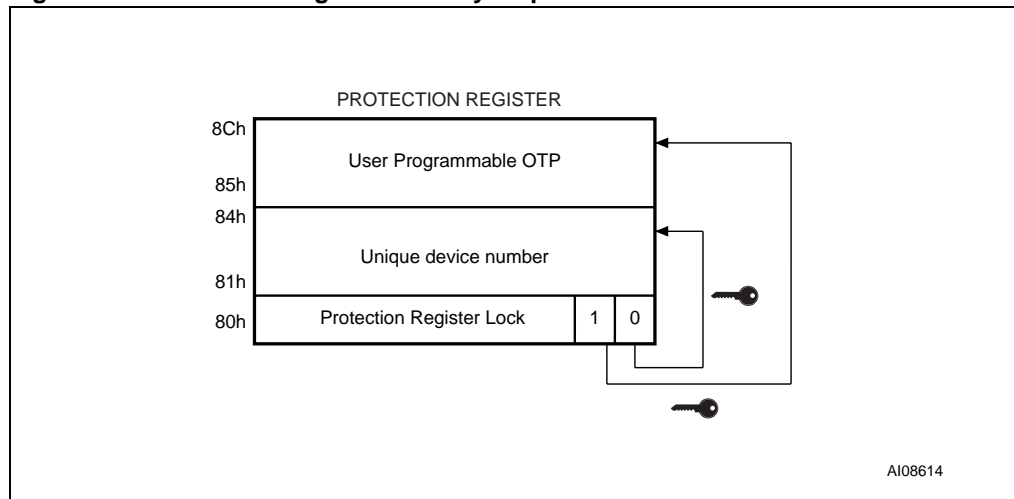 PROTECTION REGISTER
8Ch
User Programmable OTP
85h
84h
Unique device number
81h
80h Protection Register Lock 1 0
AI08614